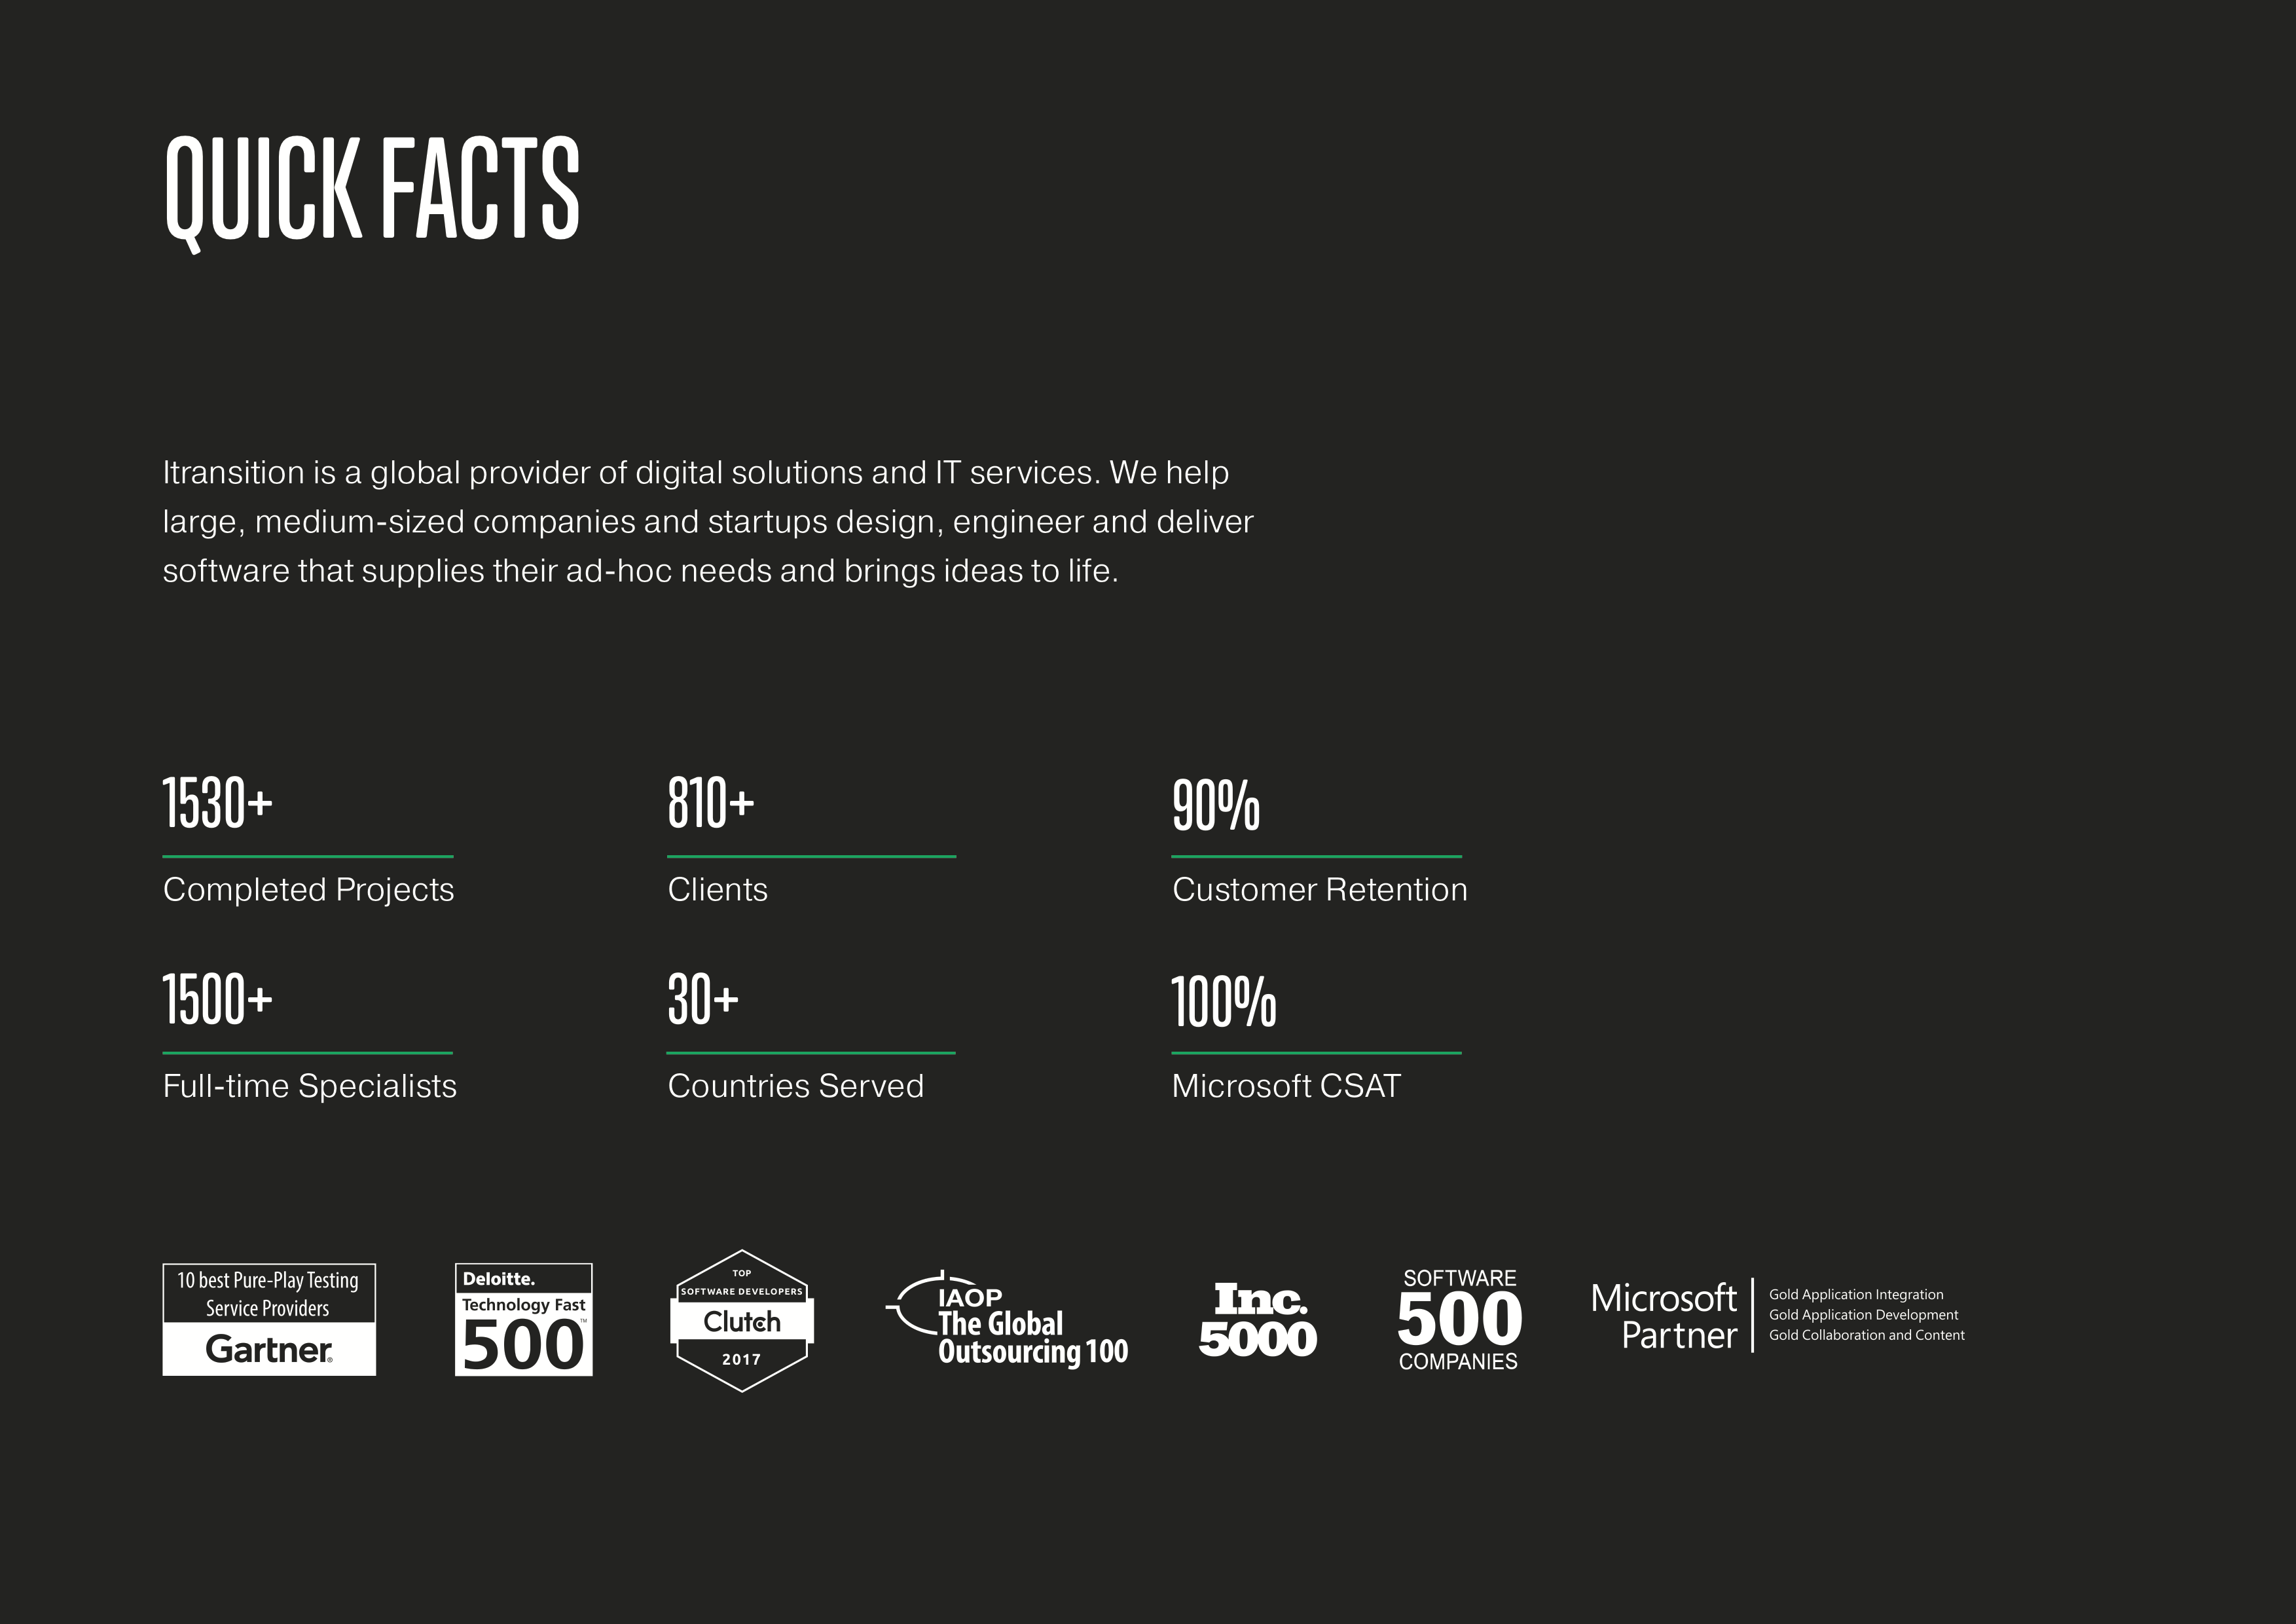 QUICK FACTS
Itransition is a global provider of digital solutions and IT services. We help
large, medium-sized companies and startups design, engineer and deliver
software that supplies their ad-hoc needs and brings ideas to life.
1530+
Completed Projects
810+
Clients
90%
Customer Retention
1500+
Full-time Specialists
30+
Countries Served
100%
Microsoft CSAT
10 best Pure-Play Testing
Service Providers
Gartner®
Deloitte.
Technology Fast
500™
TOP
SOFTWARE DEVELOPERS
Clutch
2017
IAOP
The Global
Outsourcing 100
Inc.
5000
SOFTWARE
500
COMPANIES
Microsoft
Partner
Gold Application Integration
Gold Application Development
Gold Collaboration and Content